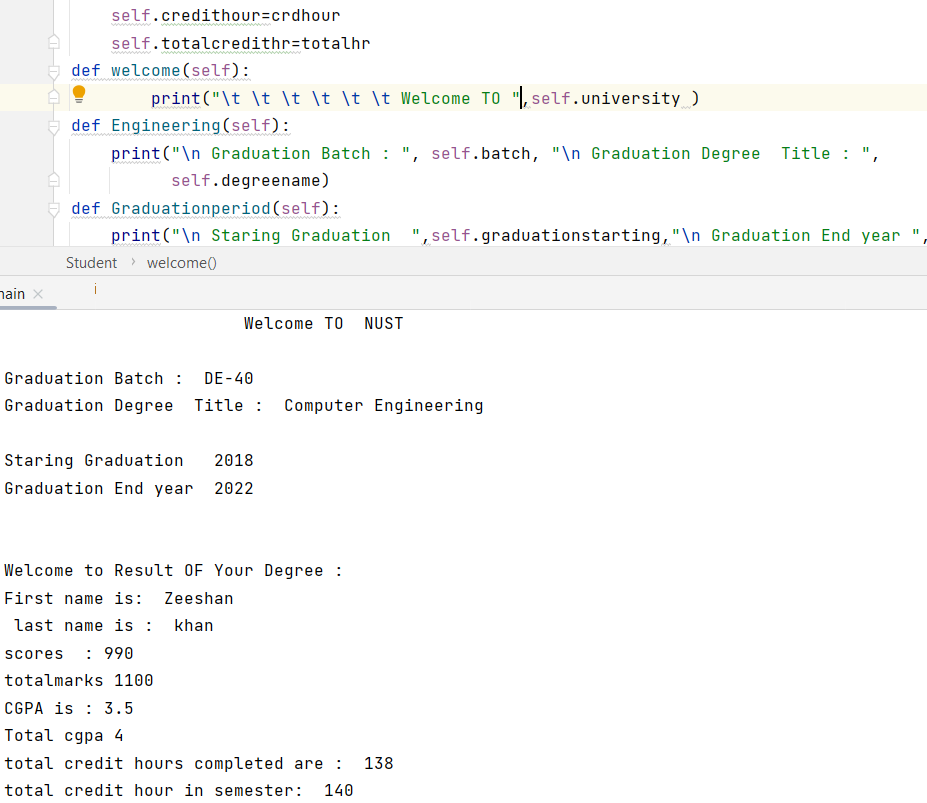 self.credithour=crdhour
self.totalcredithr=totalhr
def welcome(self):
print("\t \t \t \t \t \t Welcome TO ",self.university )
def Engineering(self):
print("\n Graduation Batch : ", self.batch, "\n Graduation Degree  Title : ",
self.degreename)
def Graduationperiod(self):
print("\n Staring Graduation  ",self.graduationstarting,"\n Graduation End year ",
Student › welcome()
main ×
Welcome TO  NUST
Graduation Batch :  DE-40
Graduation Degree  Title :  Computer Engineering
Staring Graduation   2018
Graduation End year  2022
Welcome to Result OF Your Degree :
First name is:  Zeeshan
last name is :  khan
scores  : 990
totalmarks 1100
CGPA is : 3.5
Total cgpa 4
total credit hours completed are :  138
total credit hour in semester:  140